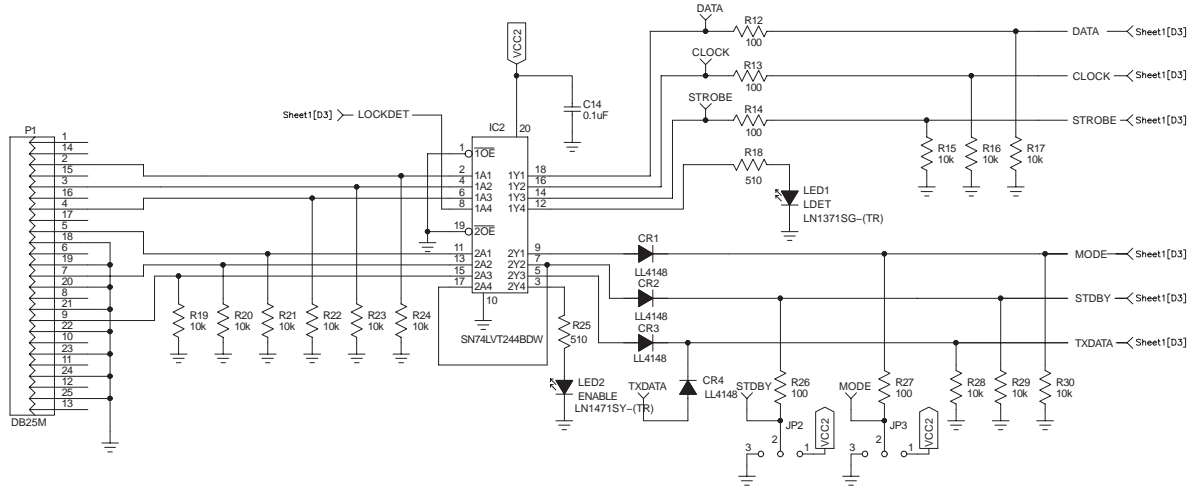 DATA
R12
100
DATA
Sheet1[D3]
VCC2
CLOCK
R13
100
CLOCK
Sheet1[D3]
STROBE
R14
100
STROBE
Sheet1[D3]
C14
0.1uF
Sheet1[D3]
LOCKDET
R15
10k
R16
10k
R17
10k
R18
510
LED1
LDET
LN1371SG-(TR)
P1
1
14
2
15
3
16
4
17
5
18
6
19
7
20
8
21
9
22
10
23
11
24
12
25
13
DB25M
IC2
20
1
1OE
2
1A1
1Y1
18
4
1A2
1Y2
16
6
1A3
1Y3
14
8
1A4
1Y4
12
19
2OE
11
2A1
2Y1
9
13
2A2
2Y2
7
15
2A3
2Y3
5
17
2A4
2Y4
3
10
SN74LVT244BDW
R19
10k
R20
10k
R21
10k
R22
10k
R23
10k
R24
10k
R25
510
LED2
ENABLE
LN1471SY-(TR)
CR1
LL4148
MODE
Sheet1[D3]
CR2
LL4148
STDBY
Sheet1[D3]
CR3
LL4148
TXDATA
Sheet1[D3]
TXDATA
CR4
LL4148
STDBY
R26
100
MODE
R27
100
R28
10k
R29
10k
R30
10k
JP2
3
2
1
VCC2
JP3
3
2
1
VCC2